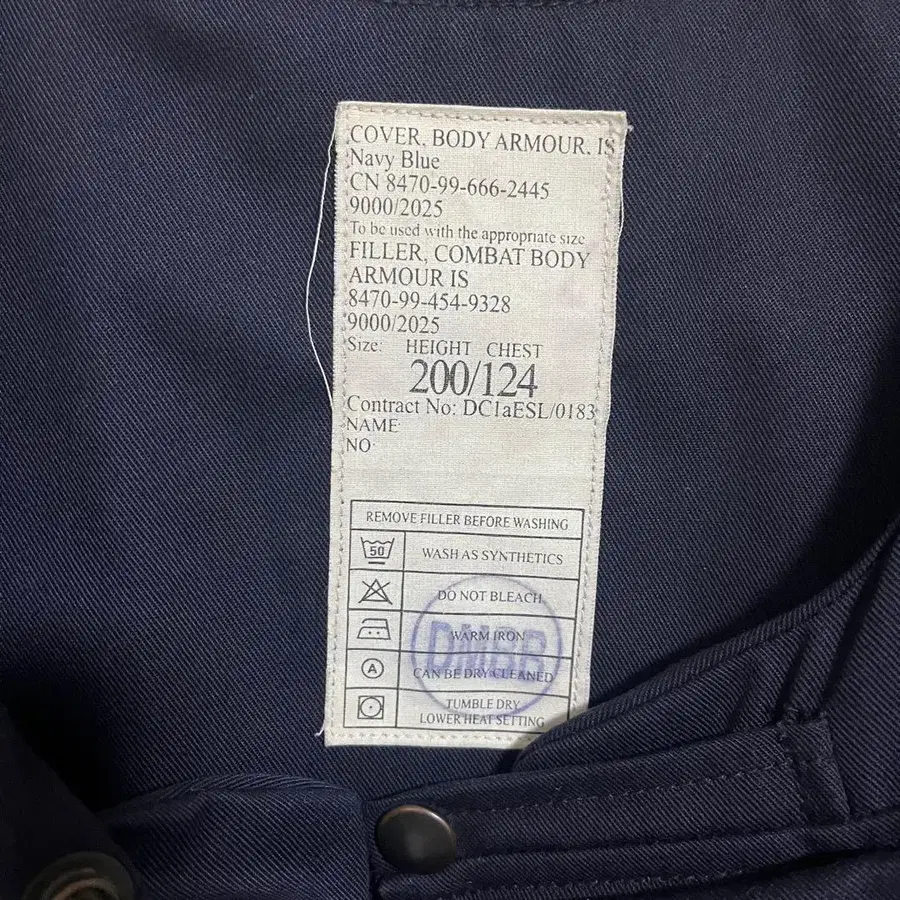 COVER, BODY ARMOUR, IS
Navy Blue
CN 8470-99-666-2445
9000/2025
To be used with the appropriate size
FILLER, COMBAT BODY
ARMOUR IS
8470-99-454-9328
9000/2025
Size: HEIGHT CHEST
200/124
Contract No: DC1aESL/0183
NAME
NO
REMOVE FILLER BEFORE WASHING
50 WASH AS SYNTHETICS
DO NOT BLEACH
WARM IRON
A CAN BE DRY CLEANED
TUMBLE DRY
LOWER HEAT SETTING